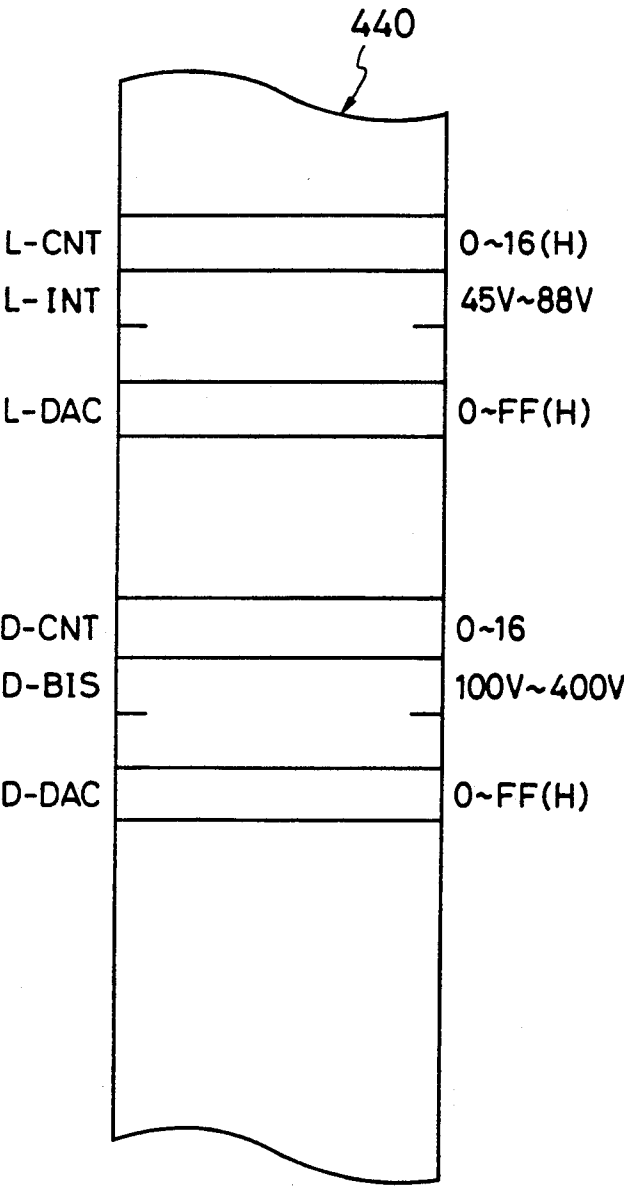 440
L-CNT 0~16(H)
L-INT 45V~88V
L-DAC 0~FF(H)
D-CNT 0~16
D-BIS 100V~400V
D-DAC 0~FF(H)